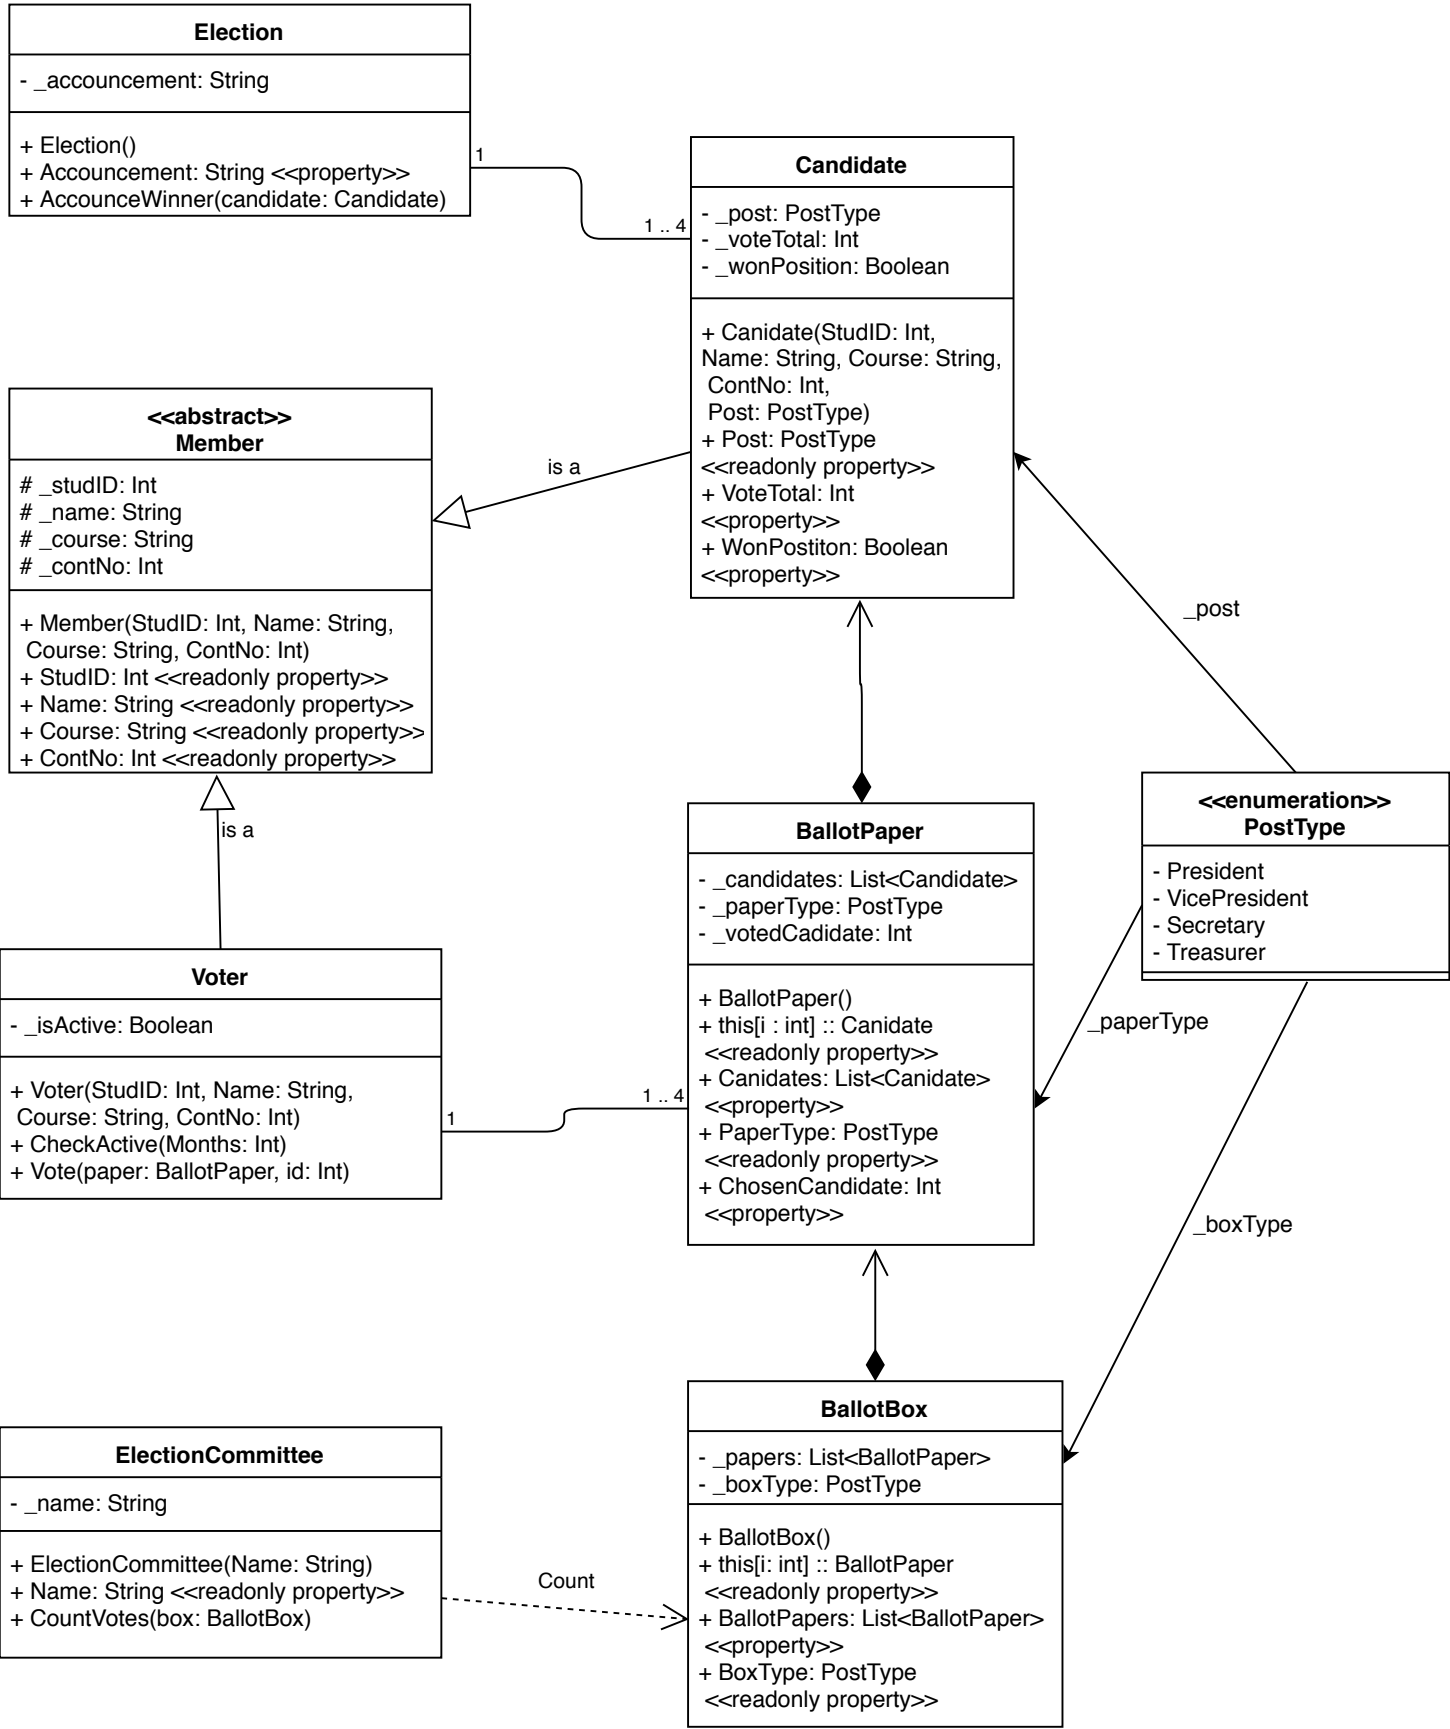 Election
- _accouncement: String
+ Election()
+ Accouncement: String <<property>>
+ AccounceWinner(candidate: Candidate)
1
1 .. 4
Candidate
- _post: PostType
- _voteTotal: Int
- _wonPosition: Boolean
+ Canidate(StudID: Int,
Name: String, Course: String,
ContNo: Int,
Post: PostType)
+ Post: PostType
<<readonly property>>
+ VoteTotal: Int
<<property>>
+ WonPostiton: Boolean
<<property>>
<<abstract>>
Member
# _studID: Int
# _name: String
# _course: String
# _contNo: Int
+ Member(StudID: Int, Name: String,
Course: String, ContNo: Int)
+ StudID: Int <<readonly property>>
+ Name: String <<readonly property>>
+ Course: String <<readonly property>>
+ ContNo: Int <<readonly property>>
is a
is a
_post
<<enumeration>>
PostType
- President
- VicePresident
- Secretary
- Treasurer
BallotPaper
- _candidates: List<Candidate>
- _paperType: PostType
- _votedCadidate: Int
+ BallotPaper()
+ this[i : int] :: Canidate
<<readonly property>>
+ Canidates: List<Canidate>
<<property>>
+ PaperType: PostType
<<readonly property>>
+ ChosenCandidate: Int
<<property>>
_paperType
_boxType
Voter
- _isActive: Boolean
+ Voter(StudID: Int, Name: String,
Course: String, ContNo: Int)
+ CheckActive(Months: Int)
+ Vote(paper: BallotPaper, id: Int)
1
1 .. 4
ElectionCommittee
- _name: String
+ ElectionCommittee(Name: String)
+ Name: String <<readonly property>>
+ CountVotes(box: BallotBox)
Count
BallotBox
- _papers: List<BallotPaper>
- _boxType: PostType
+ BallotBox()
+ this[i: int] :: BallotPaper
<<readonly property>>
+ BallotPapers: List<BallotPaper>
<<property>>
+ BoxType: PostType
<<readonly property>>